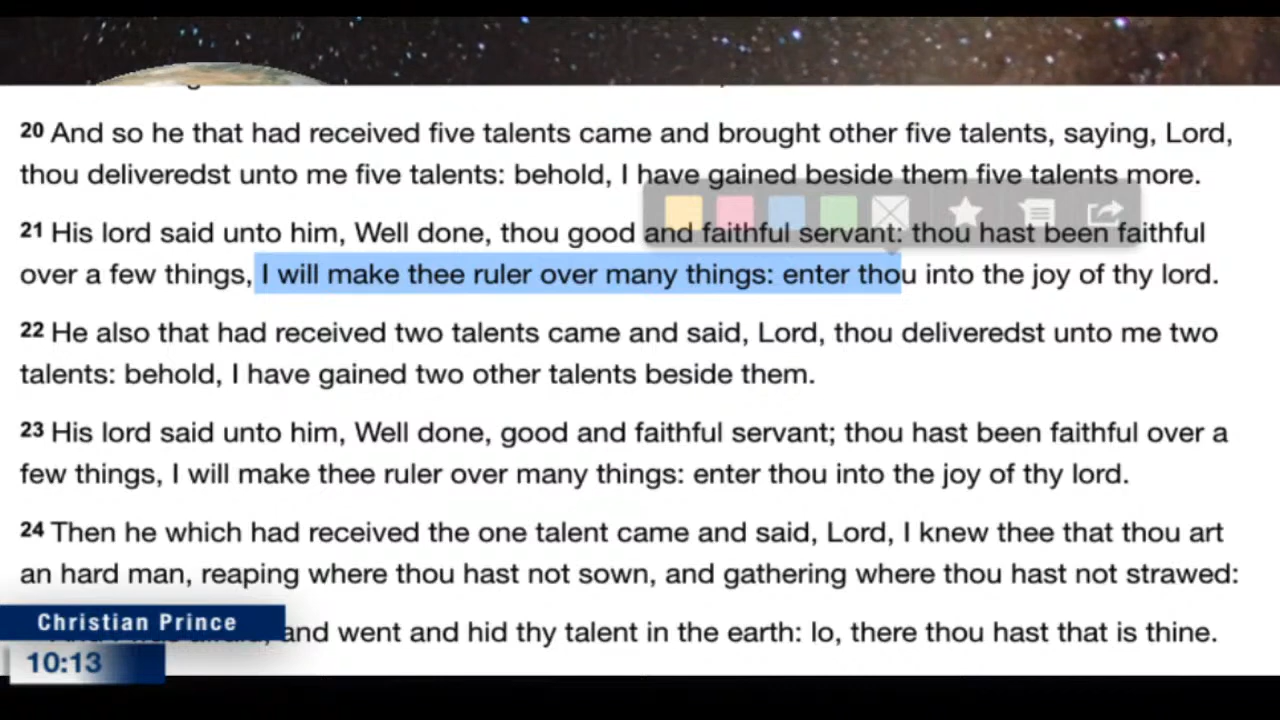 20 And so he that had received five talents came and brought other five talents, saying, Lord,
thou deliveredst unto me five talents: behold, I have gained beside them five talents more.
21 His lord said unto him, Well done, thou good and faithful servant: thou hast been faithful
over a few things, I will make thee ruler over many things: enter thou into the joy of thy lord.
22 He also that had received two talents came and said, Lord, thou deliveredst unto me two
talents: behold, I have gained two other talents beside them.
23 His lord said unto him, Well done, good and faithful servant; thou hast been faithful over a
few things, I will make thee ruler over many things: enter thou into the joy of thy lord.
24 Then he which had received the one talent came and said, Lord, I knew thee that thou art
an hard man, reaping where thou hast not sown, and gathering where thou hast not strawed:
and went and hid thy talent in the earth: lo, there thou hast that is thine.
Christian Prince
10:13